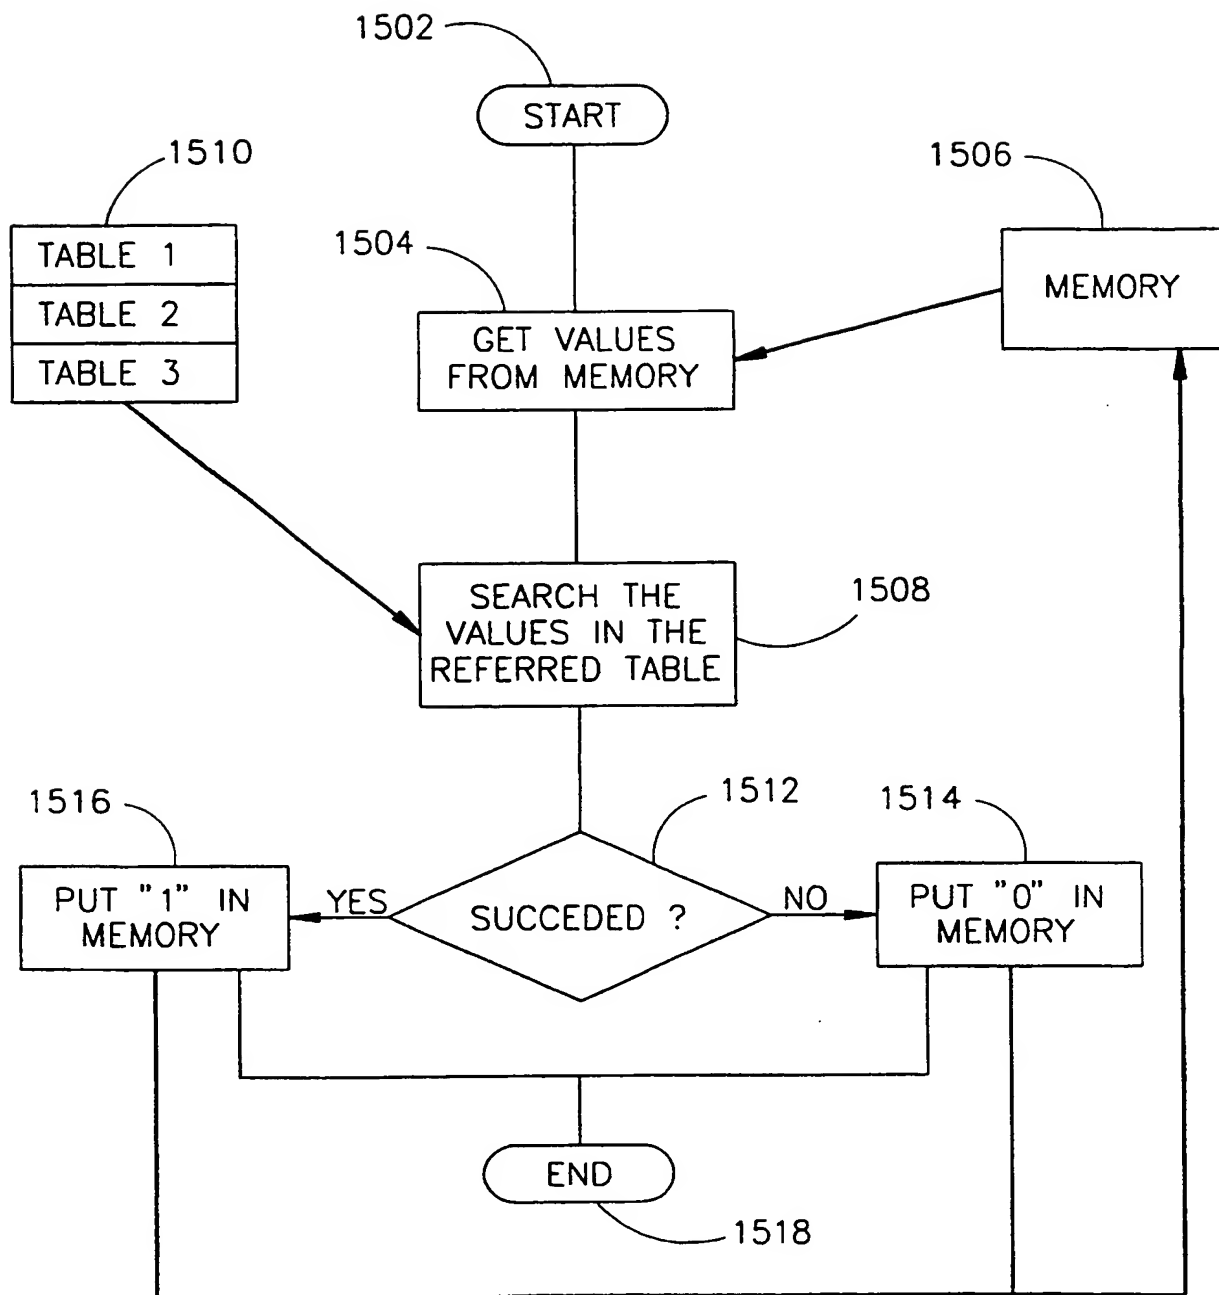 1502
START
1510
1506
TABLE 1
TABLE 2
TABLE 3
1504
GET VALUES
FROM MEMORY
MEMORY
SEARCH THE
VALUES IN THE
REFERRED TABLE
1508
1516
1512
1514
PUT "1" IN
MEMORY
YES
SUCCEDED ?
NO
PUT "0" IN
MEMORY
END
1518